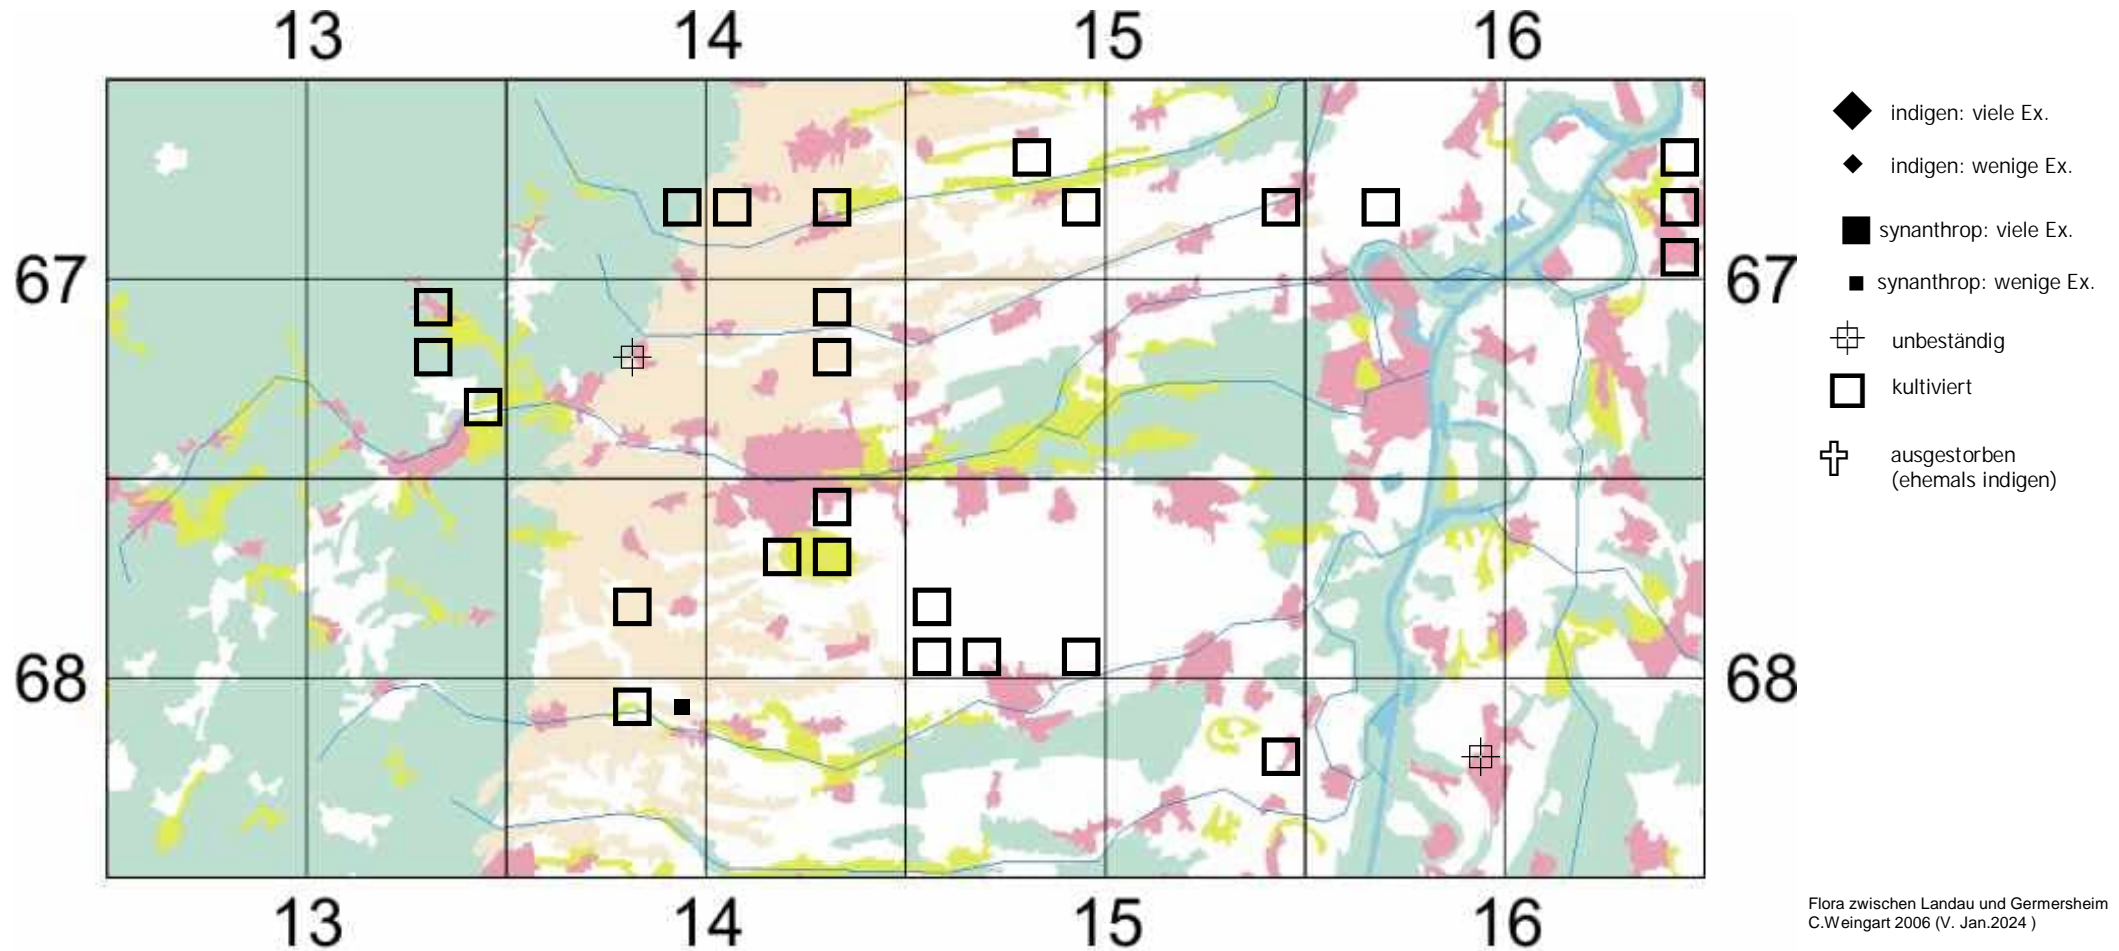 13 14 15 16
67 67
68 68
13 14 15 16
indigen: viele Ex.
indigen: wenige Ex.
synanthrop: viele Ex.
synanthrop: wenige Ex.
unbeständig
kultiviert
ausgestorben
(ehemals indigen)
Flora zwischen Landau und Germersheim
C.Weingart 2006 (V. Jan.2024 )